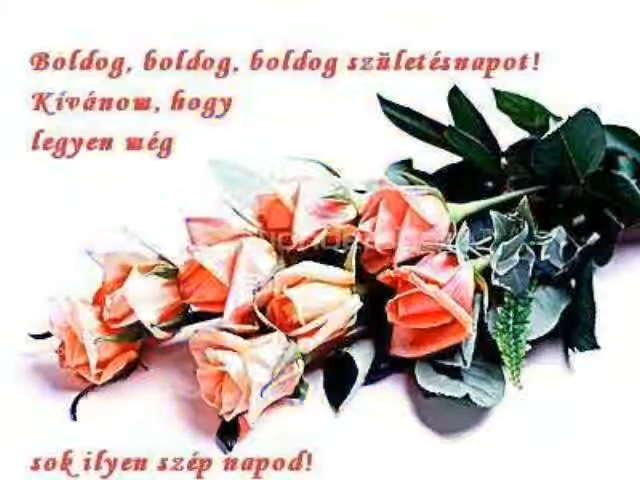 Boldog, boldog, boldog születésnapot!
Kívánom, hogy
legyen még
sok ilyen szép napod!